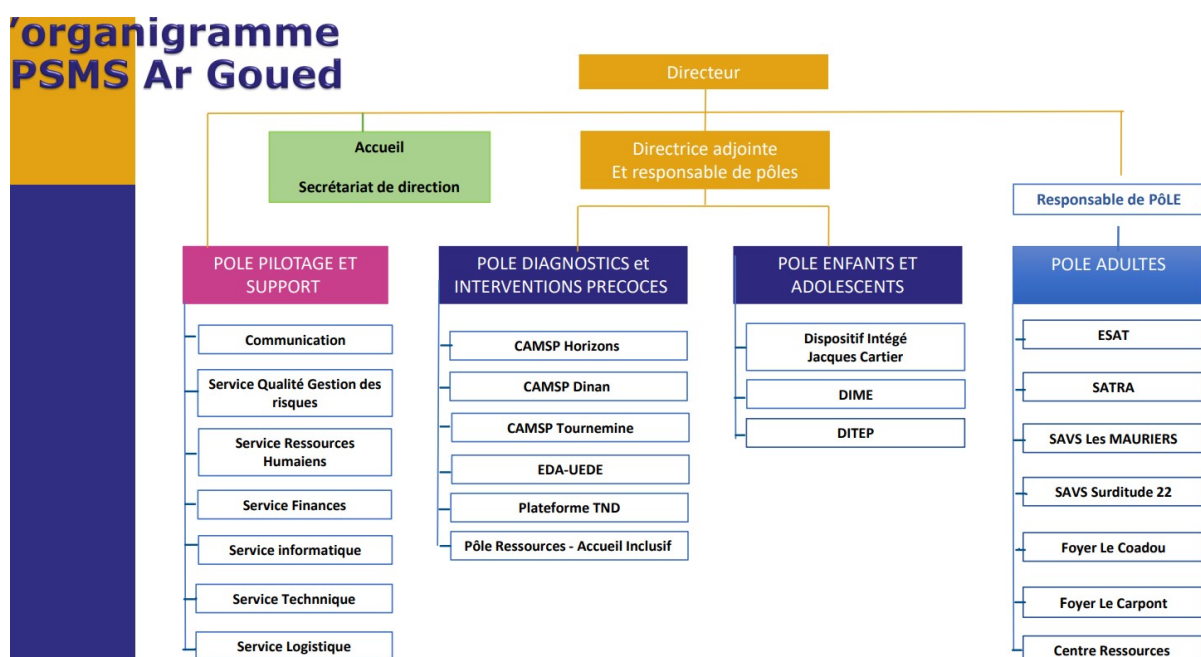 ’organigramme
PSMS Ar Goued
Directeur
Accueil
Secrétariat de direction
Directrice adjointe
Et responsable de pôles
Responsable de PôLE
POLE PILOTAGE ET
SUPPORT
Communication
Service Qualité Gestion des
risques
Service Ressources
Humaiens
Service Finances
Service informatique
Service Technnique
Service Logistique
POLE DIAGNOSTICS et
INTERVENTIONS PRECOCES
CAMSP Horizons
CAMSP Dinan
CAMSP Tournemine
EDA-UEDE
Plateforme TND
Pôle Ressources - Accueil Inclusif
POLE ENFANTS ET
ADOLESCENTS
Dispositif Intégé
Jacques Cartier
DIME
DITEP
POLE ADULTES
ESAT
SATRA
SAVS Les MAURIERS
SAVS Surditude 22
Foyer Le Coadou
Foyer Le Carpont
Centre Ressources